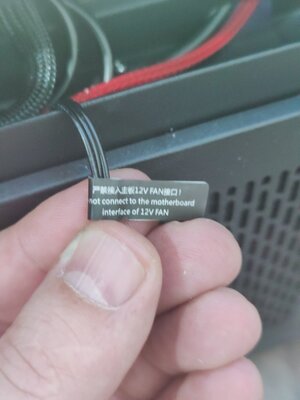 严禁接入主板12V FAN接口!
not connect to the motherboard
interface of 12V FAN